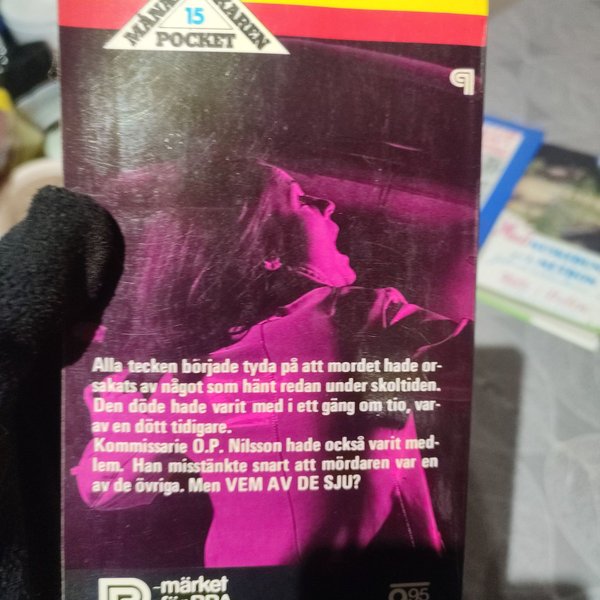 15
POCKET
Alla tecken började tyda på att mordet hade or-
sakats av något som hänt redan under skoltiden.
Den döde hade varit med i ett gäng om tio, var-
av en dött tidigare.
Kommissarie O.P. Nilsson hade också varit med-
lem. Han misstänkte snart att mördaren var en
av de övriga. Men VEM AV DE SJU?
-märket
95